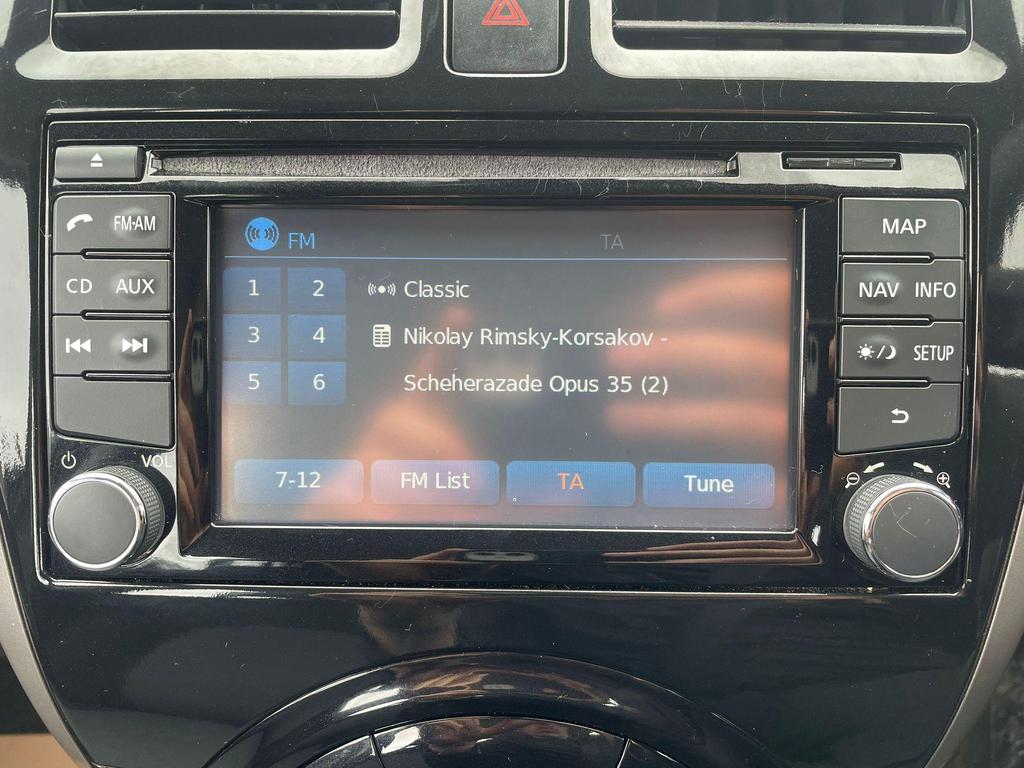 FM TA
1 2 Classic
3 4 Nikolay Rimsky-Korsakov -
5 6 Scheherazade Opus 35 (2)
7-12 FM List TA Tune
FM·AM
CD AUX
VOL
MAP
NAV INFO
SETUP